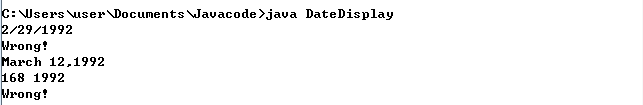 C:\Users\user\Documents\Javacode>java DateDisplay
2/29/1992
Wrong!
March 12,1992
168 1992
Wrong!